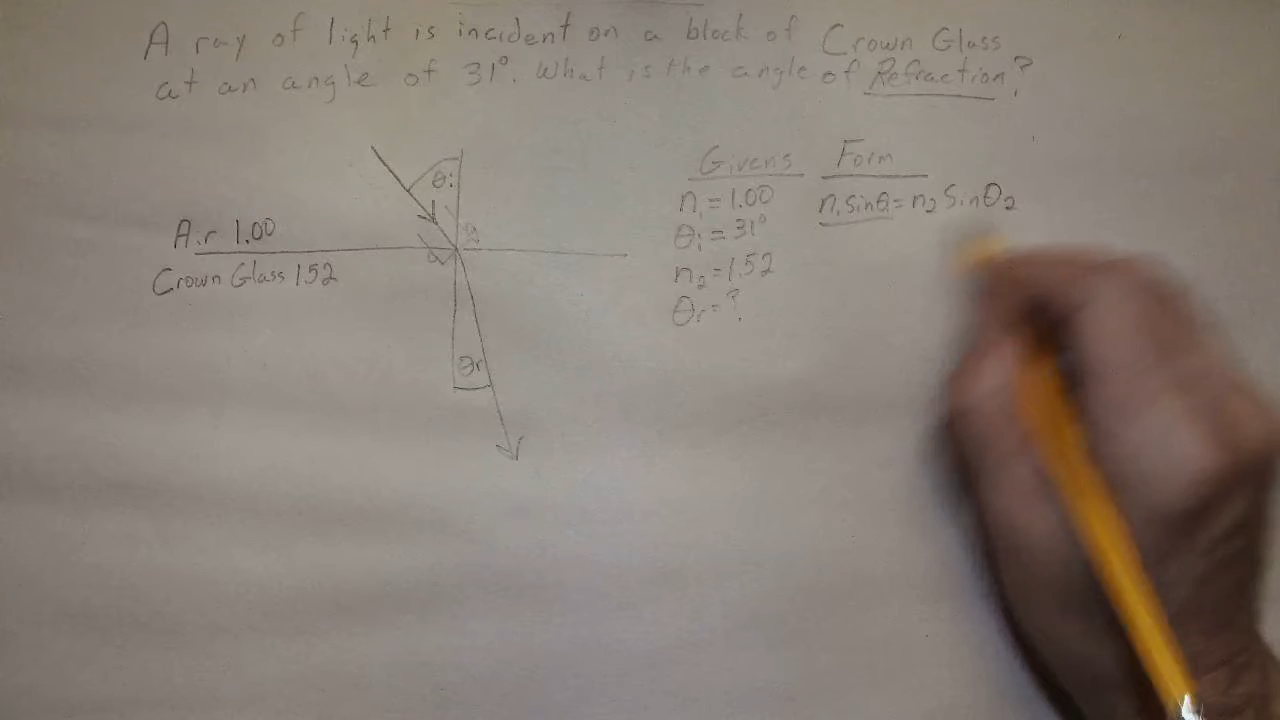 A ray of light is incident on a block of Crown Glass
at an angle of 31°. What is the angle of Refraction?
θi
Air 1.00
Crown Glass 1.52
θr
Givens
n1 = 1.00
θi = 31°
n2 = 1.52
θr = ?
Form
n1 sinθ1 = n2 Sinθ2